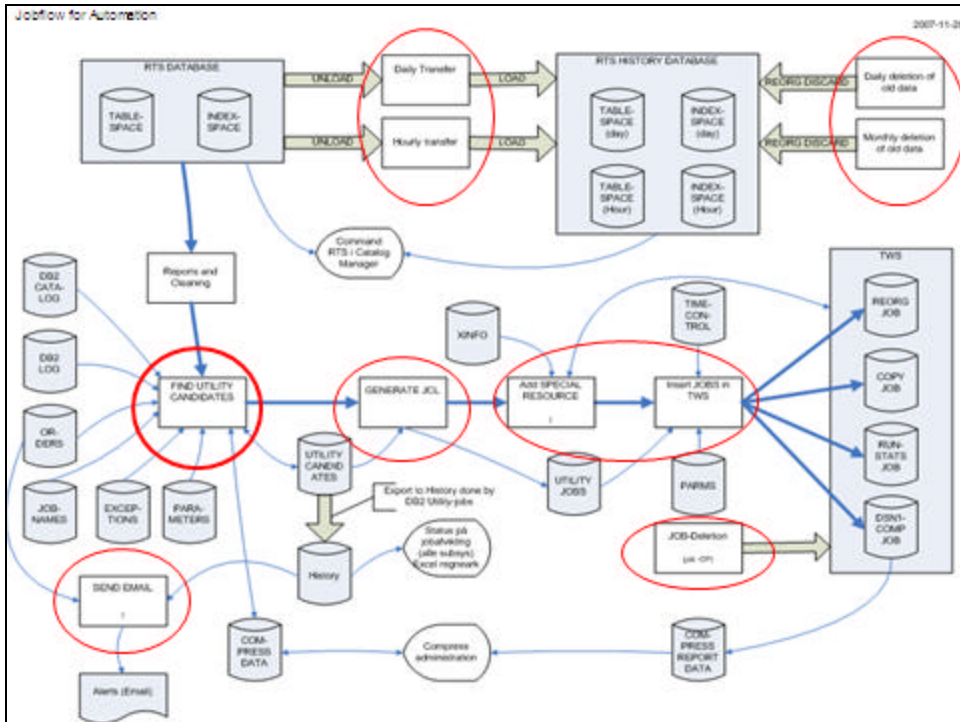 Jobflow for Automation
RTS DATABASE
TABLE-
SPACE
INDEX-
SPACE
UNLOAD
UNLOAD
Daily Transfer
Hourly transfer
LOAD
LOAD
RTS HISTORY DATABASE
TABLE-
SPACE
(day)
INDEX-
SPACE
(day)
TABLE-
SPACE
(Hour)
INDEX-
SPACE
(Hour)
REORG DISCARD
REORG DISCARD
Daily deletion of
old data
Monthly deletion
of old data
Command
RTS i Catalog
Manager
Reports and
Cleaning
DB2
CATA-
LOG
DB2
LOG
OR-
DERS
JOB-
NAMES
EXCEP-
TIONS
PARA-
METERS
FIND UTILITY
CANDIDATES
GENERATE JCL
XINFO
Add SPECIAL
RESOURCE
TIME-
CON-
TROL
Insert JOBS in
TWS
TWS
REORG
JOB
COPY
JOB
RUN-
STATS
JOB
DSN1-
COMP
JOB
UTILITY
CANDID
ATES
UTILITY
JOBS
PARMS
Export to History done by
DB2 Utility-jobs
JOB-Deletion
History
Status på
jobafvikling
(alle subsys)
Excel regneark
SEND EMAIL
Alerts (Email)
COM-
PRESS
DATA
Compress
administration
COM-
PRESS
REPORT
DATA